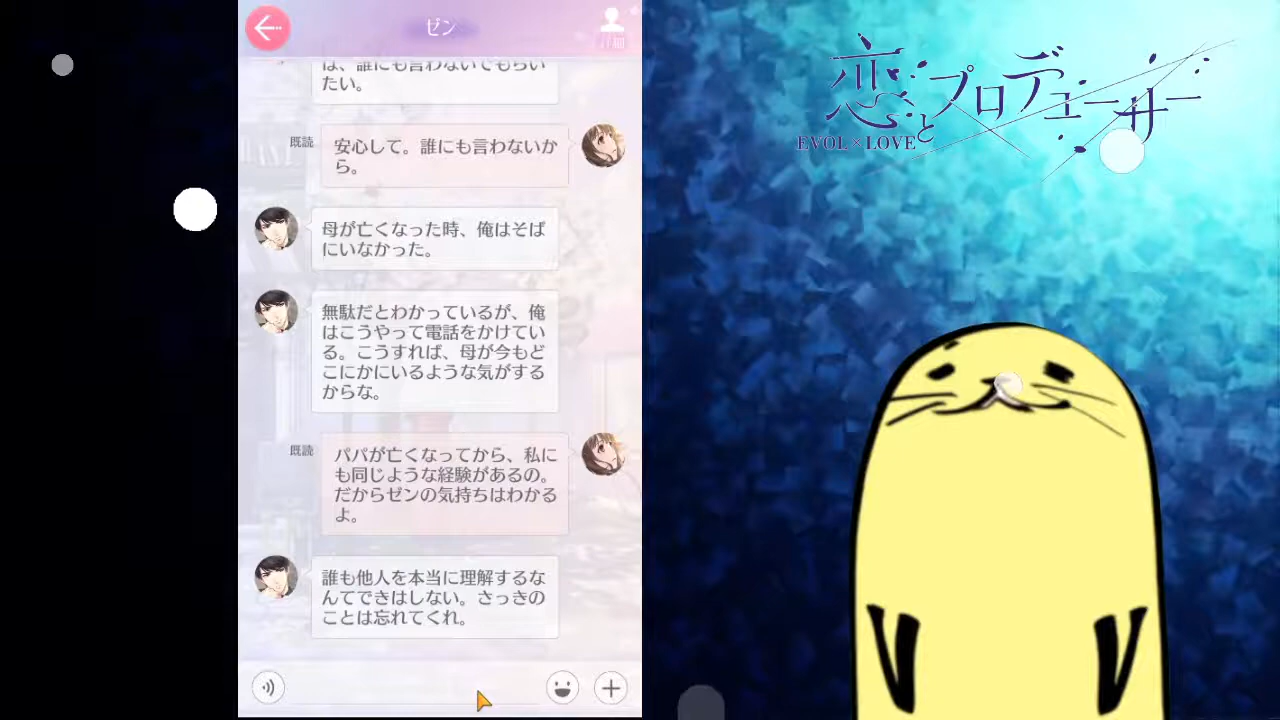 ゼン
詳細
は、誰にも言わないでもらい
たい。
既読
安心して。誰にも言わないか
ら。
母が亡くなった時、俺はそば
にいなかった。
無駄だとわかっているが、俺
はこうやって電話をかけてい
る。こうすれば、母が今もど
こにかにいるような気がする
からな。
既読
パパが亡くなってから、私に
も同じような経験があるの。
だからゼンの気持ちはわかる
よ。
誰も他人を本当に理解するな
んてできはしない。さっきの
ことは忘れてくれ。
恋とプロデューサー
EVOL×LOVE